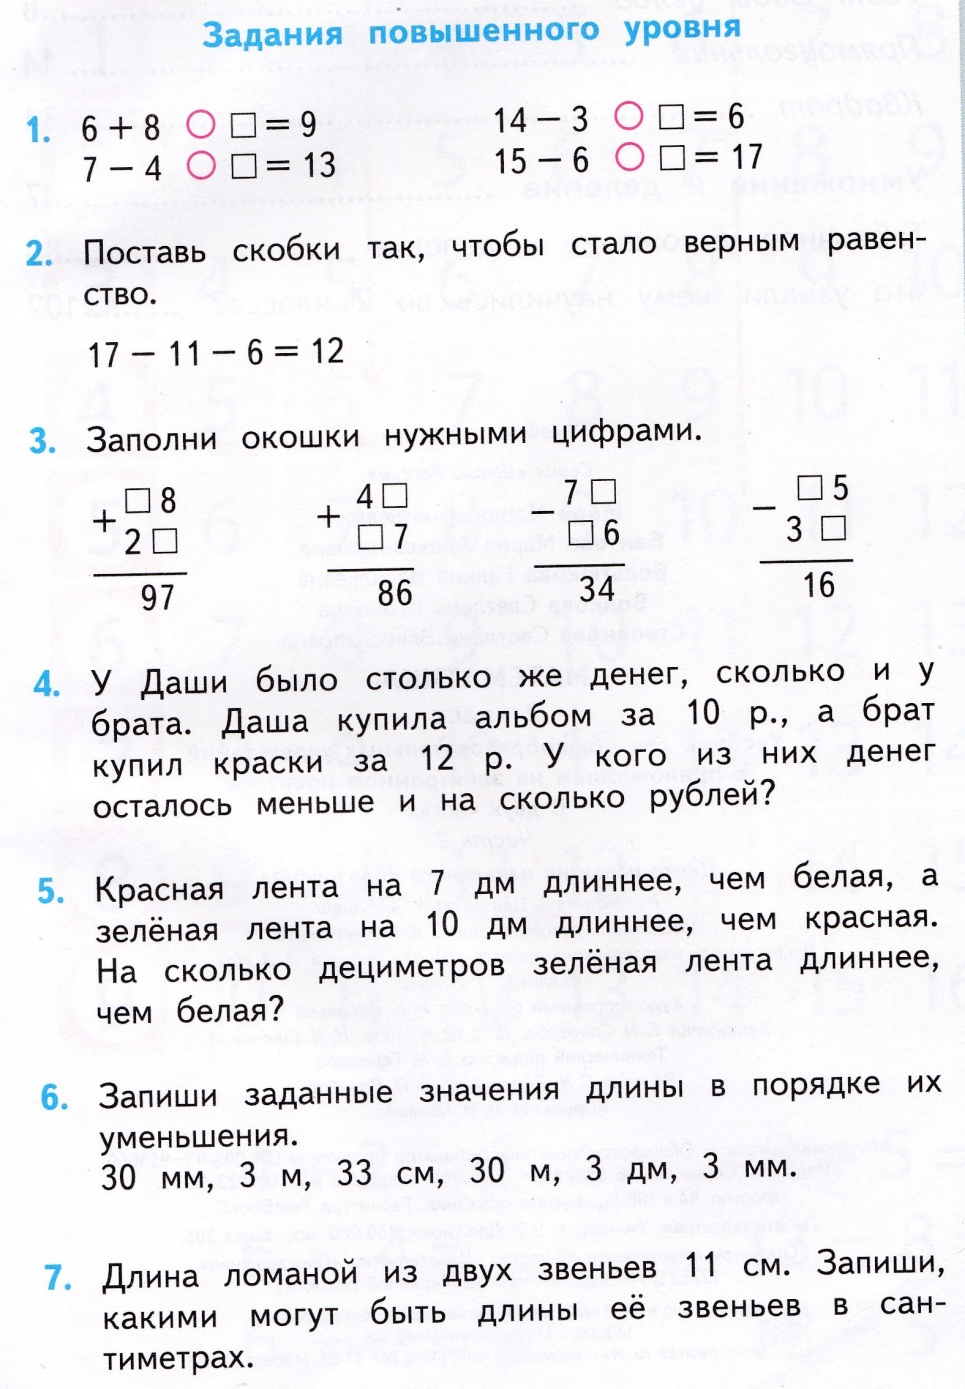 Задания повышенного уровня
1. 6 + 8 ○ □ = 9 14 − 3 ○ □ = 6
7 − 4 ○ □ = 13 15 − 6 ○ □ = 17
2. Поставь скобки так, чтобы стало верным равен-
ство.
17 − 11 − 6 = 12
3. Заполни окошки нужными цифрами.
□ 8 4 □ 7 □ □ 5
+ + − −
2 □ □ 7 □ 6 3 □
97 86 34 16
4. У Даши было столько же денег, сколько и у
брата. Даша купила альбом за 10 р., а брат
купил краски за 12 р. У кого из них денег
осталось меньше и на сколько рублей?
5. Красная лента на 7 дм длиннее, чем белая, а
зелёная лента на 10 дм длиннее, чем красная.
На сколько дециметров зелёная лента длиннее,
чем белая?
6. Запиши заданные значения длины в порядке их
уменьшения.
30 мм, 3 м, 33 см, 30 м, 3 дм, 3 мм.
7. Длина ломаной из двух звеньев 11 см. Запиши,
какими могут быть длины её звеньев в сан-
тиметрах.